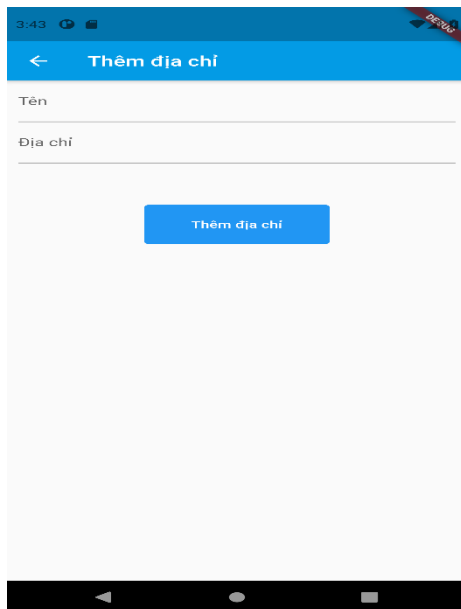 3:43
DEBUG
Thêm địa chỉ
Tên
Địa chỉ
Thêm địa chỉ